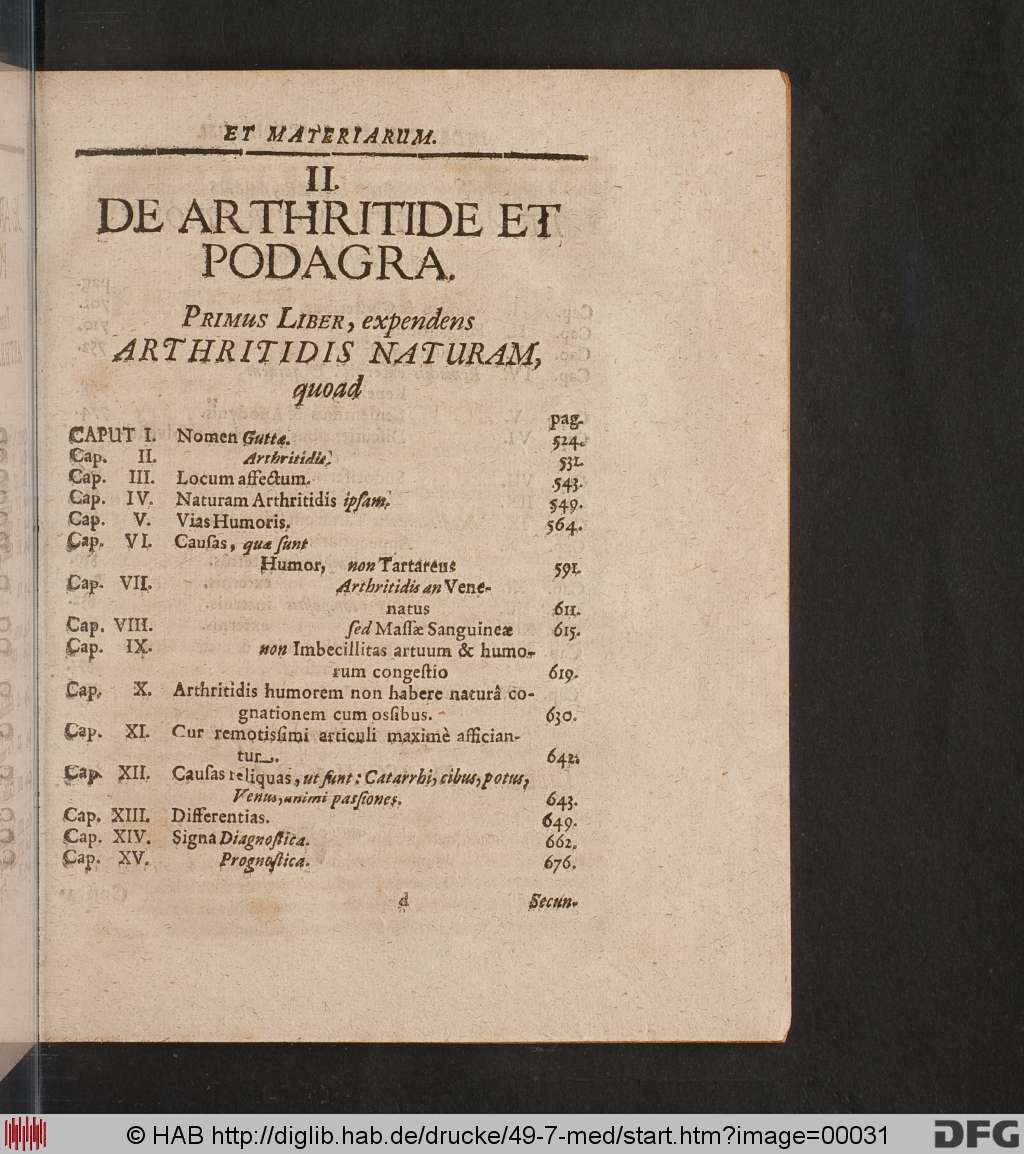 ET MATERIARUM.
II.
DE ARTHRITIDE ET
PODAGRA.
PRIMUS LIBER, expendens
ARTHRITIDIS NATURAM,
quoad
pag.
CAPUT I. Nomen Guttæ. 524.
Cap. II. Arthritidis. 531.
Cap. III. Locum affectum. 543.
Cap. IV. Naturam Arthritidis ipſam. 549.
Cap. V. Vias Humoris. 564.
Cap. VI. Cauſas, quæ ſunt
Humor, non Tartareus 591.
Cap. VII. Arthritidis an Vene-
natus 611.
Cap. VIII. ſed Maſſæ Sanguineæ 615.
Cap. IX. non Imbecillitas artuum & humo-
rum congeſtio 619.
Cap. X. Arthritidis humorem non habere naturâ co-
gnationem cum oſſibus. 630.
Cap. XI. Cur remotiſſimi articuli maximè afſician-
tur. 642.
Cap. XII. Cauſas reliquas, ut ſunt: Catarrhi, cibus, potus,
Venus, animi paſſiones. 643.
Cap. XIII. Differentias. 649.
Cap. XIV. Signa Diagnoſtica. 662.
Cap. XV. Prognoſtica. 676.
d Secun-
© HAB http://diglib.hab.de/drucke/49-7-med/start.htm?image=00031
DFG